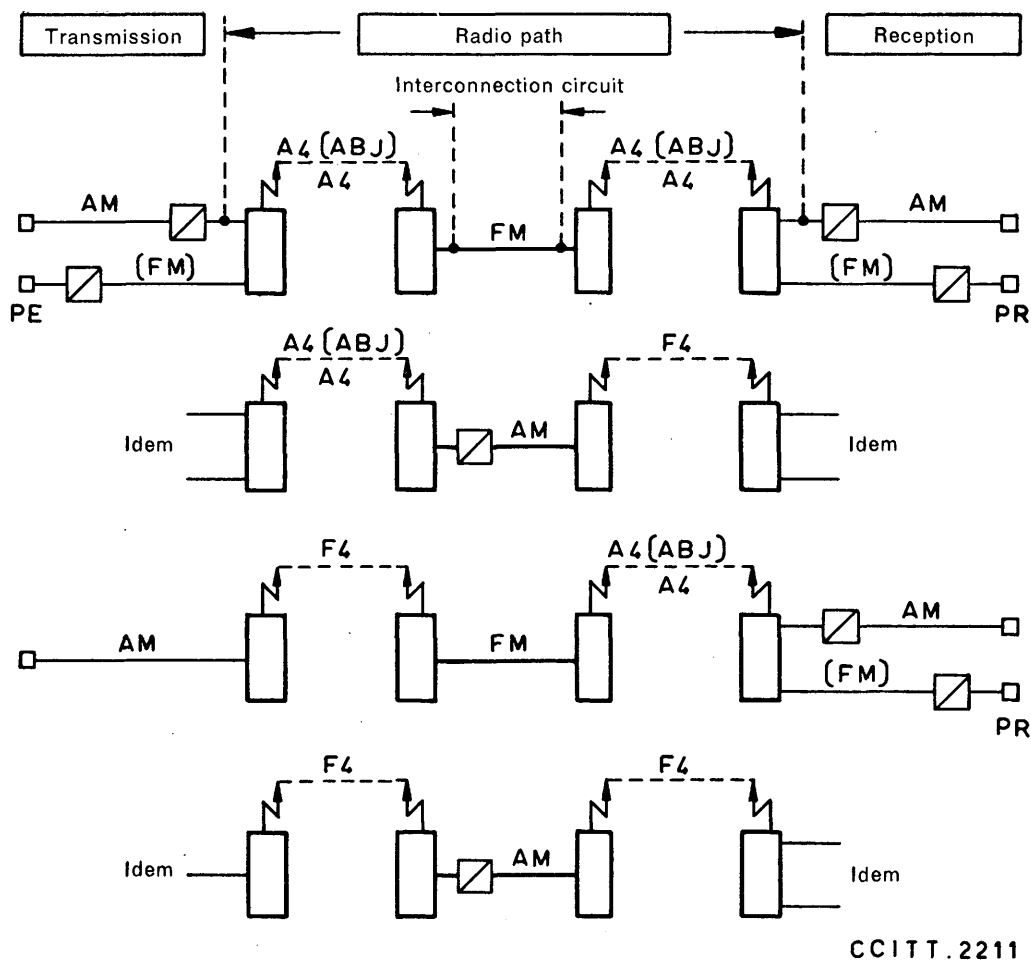 Transmission Radio path Reception
Interconnection circuit
A4 (ABJ) A4 (ABJ)
A4 A4
AM FM AM
(FM) (FM)
PE PR
A4 (ABJ) F4
A4
Idem AM Idem
F4 A4 (ABJ)
A4
AM FM AM
(FM)
PR
F4 F4
Idem AM Idem
CCITT.2211